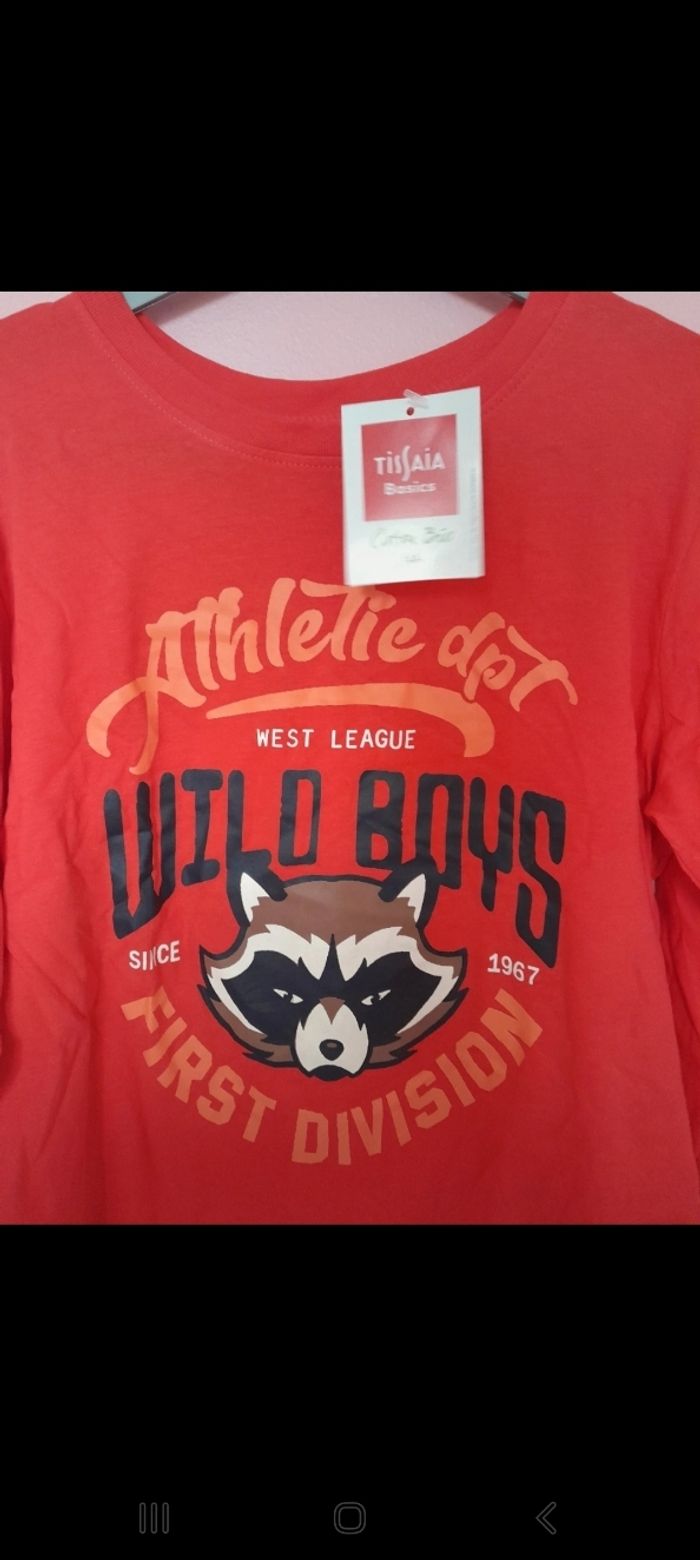 TISSAIA
Basics
Athletic dpt
WEST LEAGUE
WILD BOYS
SINCE
1967
FIRST DIVISION